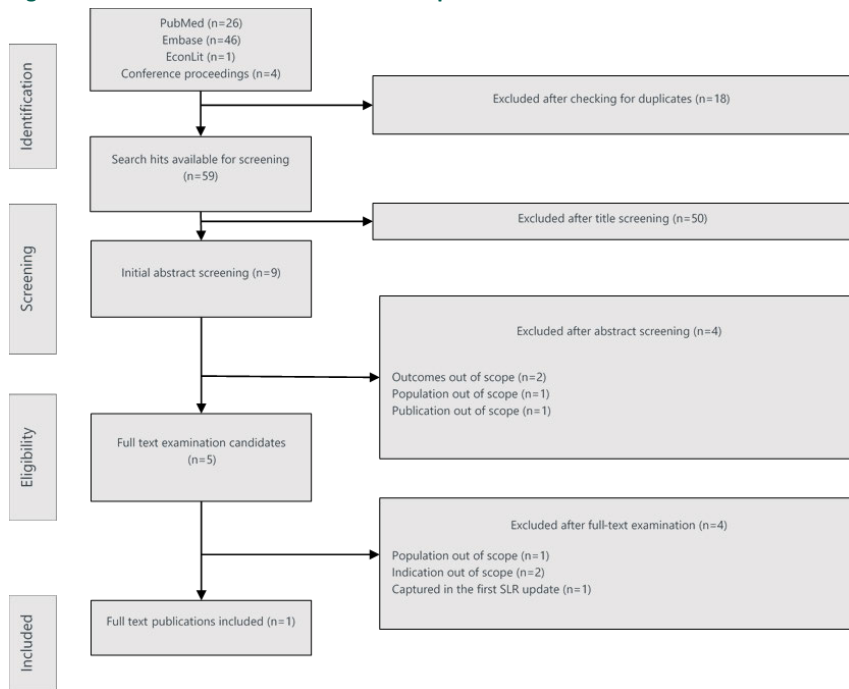 PubMed (n=26)
Embase (n=46)
EconLit (n=1)
Conference proceedings (n=4)
Identification
Excluded after checking for duplicates (n=18)
Search hits available for screening
(n=59)
Excluded after title screening (n=50)
Screening
Initial abstract screening (n=9)
Excluded after abstract screening (n=4)
Outcomes out of scope (n=2)
Population out of scope (n=1)
Publication out of scope (n=1)
Eligibility
Full text examination candidates
(n=5)
Excluded after full-text examination (n=4)
Population out of scope (n=1)
Indication out of scope (n=2)
Captured in the first SLR update (n=1)
Included
Full text publications included (n=1)